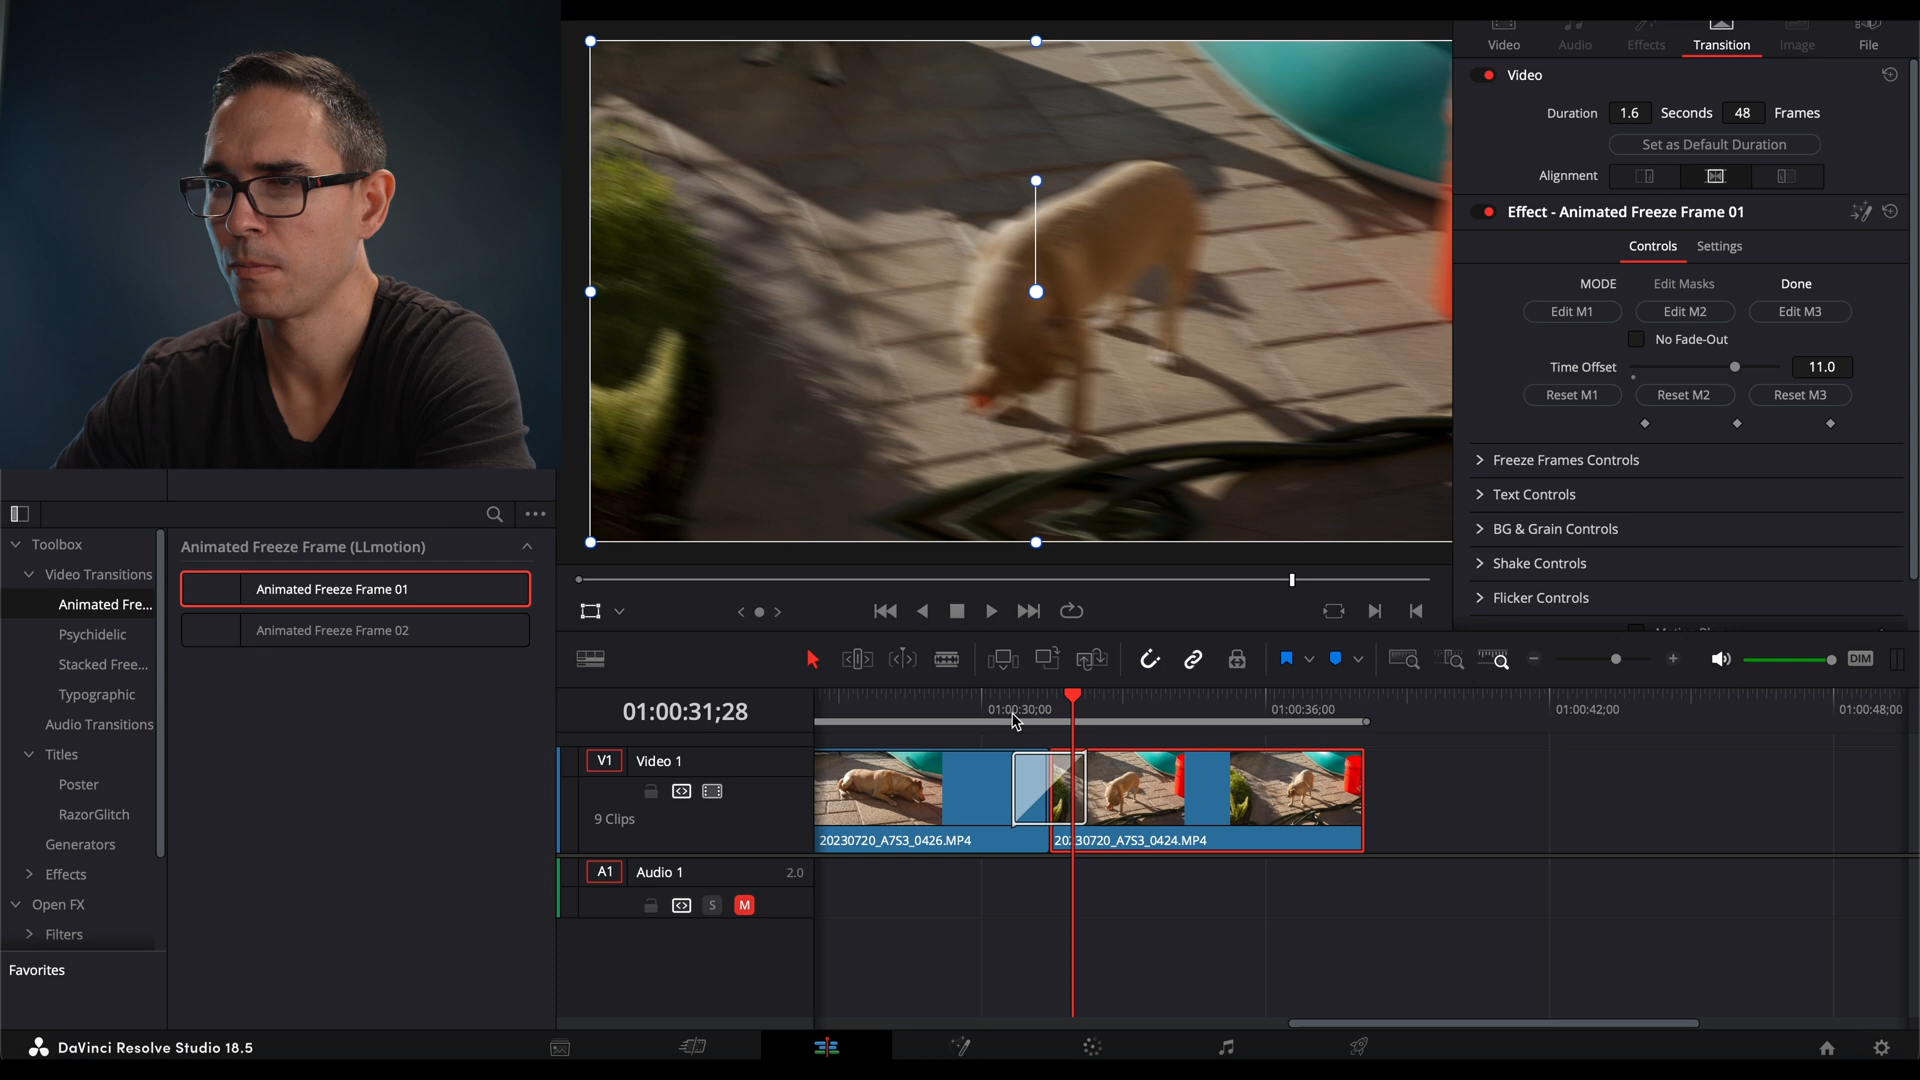 Video Audio Effects Transition Image File
Video
Duration 1.6 Seconds 48 Frames
Set as Default Duration
Alignment
Effect - Animated Freeze Frame 01
Controls Settings
MODE Edit Masks Done
Edit M1 Edit M2 Edit M3
No Fade-Out
Time Offset 11.0
Reset M1 Reset M2 Reset M3
Freeze Frames Controls
Text Controls
BG & Grain Controls
Shake Controls
Flicker Controls
Toolbox
Video Transitions
Animated Fre...
Psychidelic
Stacked Free...
Typographic
Audio Transitions
Titles
Poster
RazorGlitch
Generators
Effects
Open FX
Filters
Favorites
Animated Freeze Frame (LLmotion)
Animated Freeze Frame 01
Animated Freeze Frame 02
DIM
01:00:31;28
01:00:30;00 01:00:36;00 01:00:42;00 01:00:48;00
V1 Video 1
9 Clips
20230720_A7S3_0426.MP4 20230720_A7S3_0424.MP4
A1 Audio 1 2.0
S M
DaVinci Resolve Studio 18.5